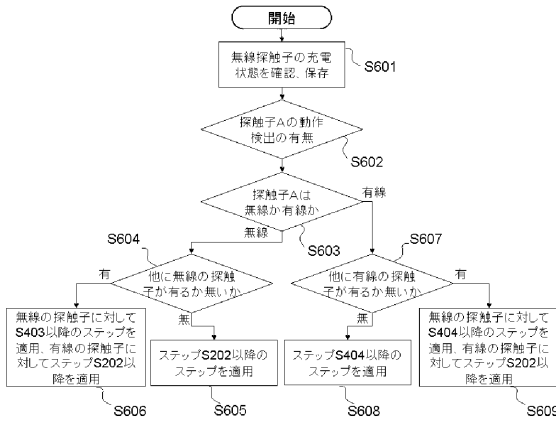 開始
無線探触子の充電
状態を確認、保存
S601
探触子Aの動作
検出の有無
S602
探触子Aは
無線か有線か
有線
無線
S603
S604
S607
他に無線の探触
子が有るか無いか
有
無
他に有線の探触
子が有るか無いか
有
無
無線の探触子に対して
S403以降のステップを
適用、有線の探触子に
対してステップS202以
降を適用
S606
ステップS202以降の
ステップを適用
S605
ステップS404以降の
ステップを適用
S608
無線の探触子に対して
S404以降のステップを
適用、有線の探触子に
対してステップS202以
降を適用
S609